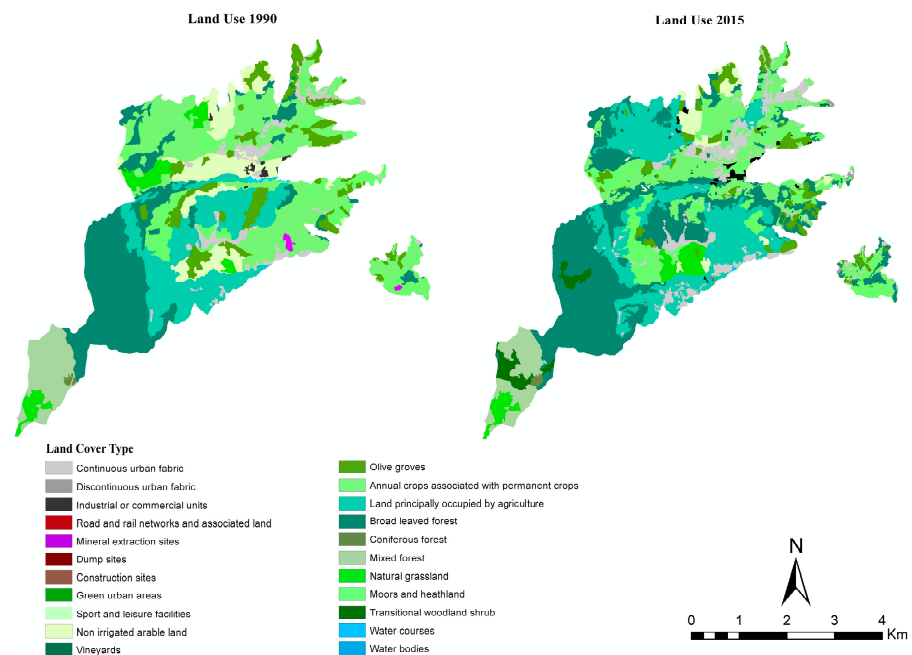 Land Use 1990
Land Use 2015
Land Cover Type
Continuous urban fabric
Discontinuous urban fabric
Industrial or commercial units
Road and rail networks and associated land
Mineral extraction sites
Dump sites
Construction sites
Green urban areas
Sport and leisure facilities
Non irrigated arable land
Vineyards
Olive groves
Annual crops associated with permanent crops
Land principally occupied by agriculture
Broad leaved forest
Coniferous forest
Mixed forest
Natural grassland
Moors and heathland
Transitional woodland shrub
Water courses
Water bodies
N
0 1 2 3 4
Km